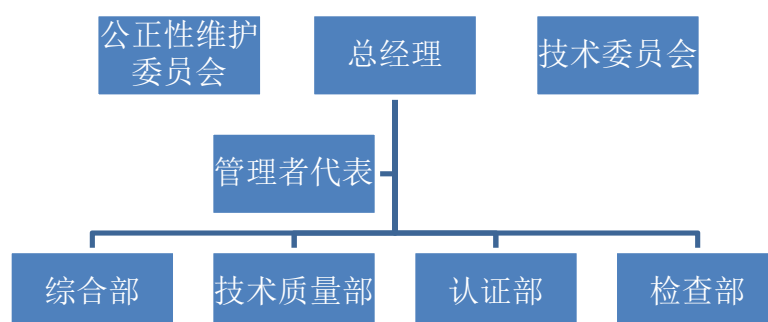 公正性维护
委员会
总经理
技术委员会
管理者代表
综合部
技术质量部
认证部
检查部